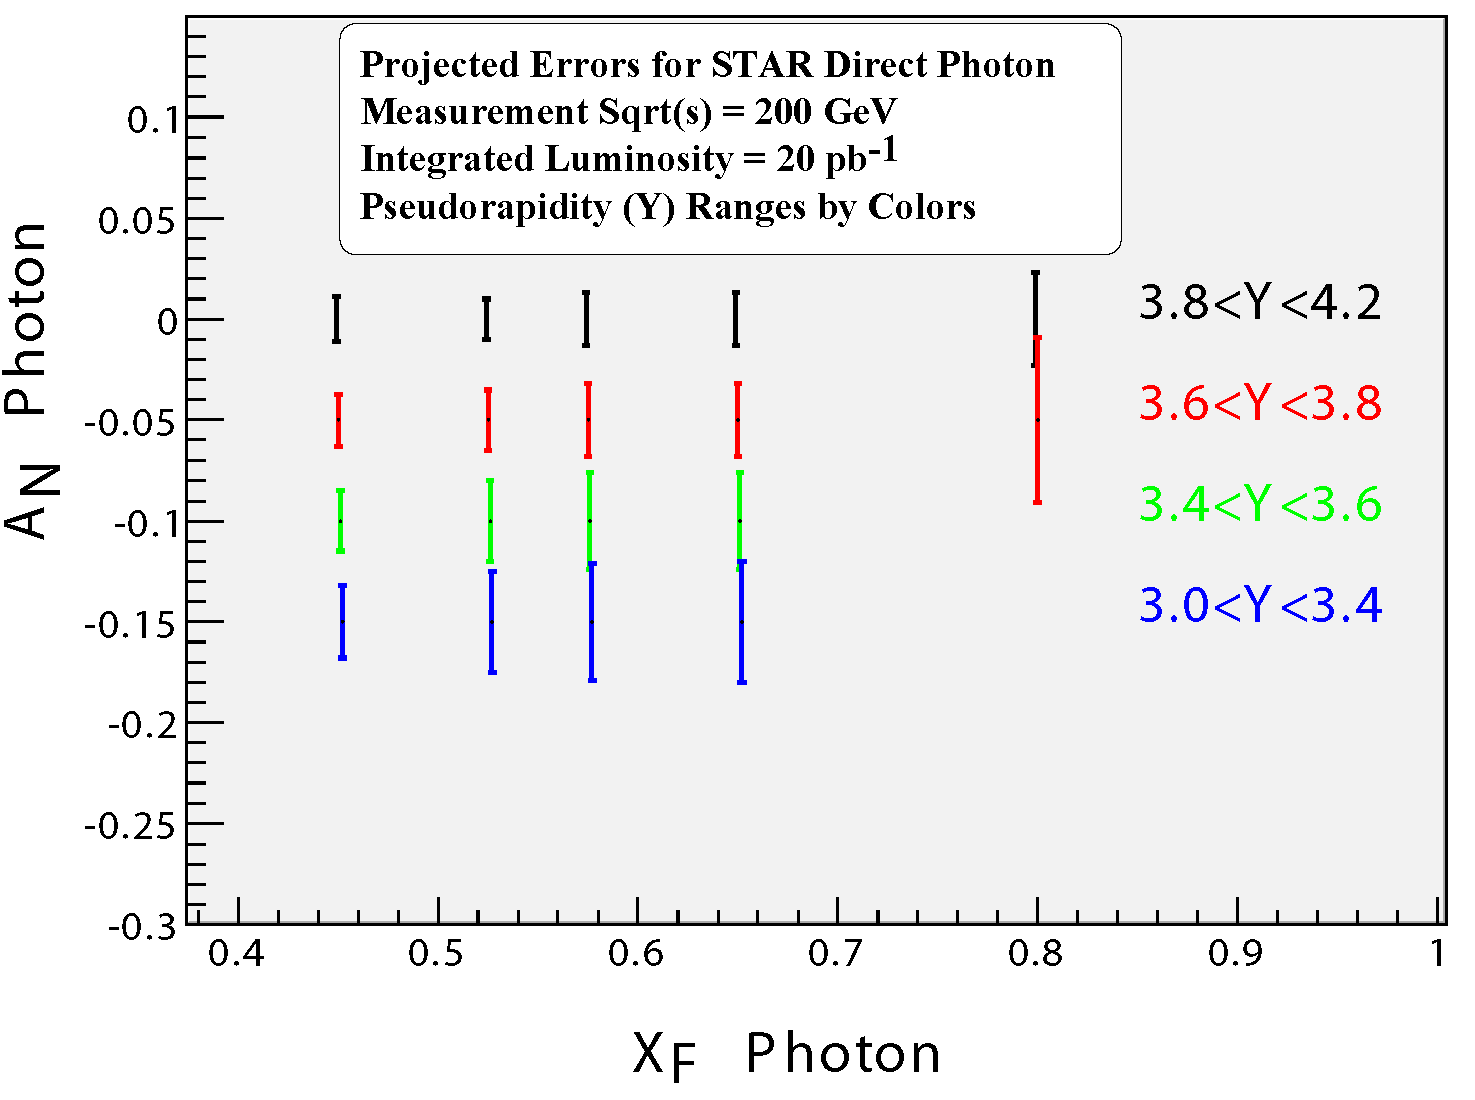 Projected Errors for STAR Direct Photon
Measurement Sqrt(s) = 200 GeV
Integrated Luminosity = 20 pb-1
Pseudorapidity (Y) Ranges by Colors
0.1
0.05
0
-0.05
-0.1
-0.15
-0.2
-0.25
-0.3
AN Photon
3.8<Y<4.2
3.6<Y<3.8
3.4<Y<3.6
3.0<Y<3.4
0.4 0.5 0.6 0.7 0.8 0.9 1
XF Photon